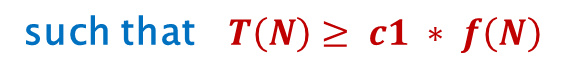 such that T(N) ≥ c1 * f(N)